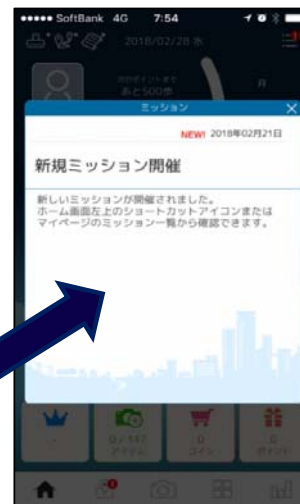 ●●●●● SoftBank 4G 7:54
2018/02/28 水
あと500歩
ミッション
NEW! 2018年02月21日
新規ミッション開催
新しいミッションが開催されました。
ホーム画面左上のショートカットアイコンまたは
マイページのミッション一覧から確認できます。
0 / 147 0 0
アイテム コイン ポイント